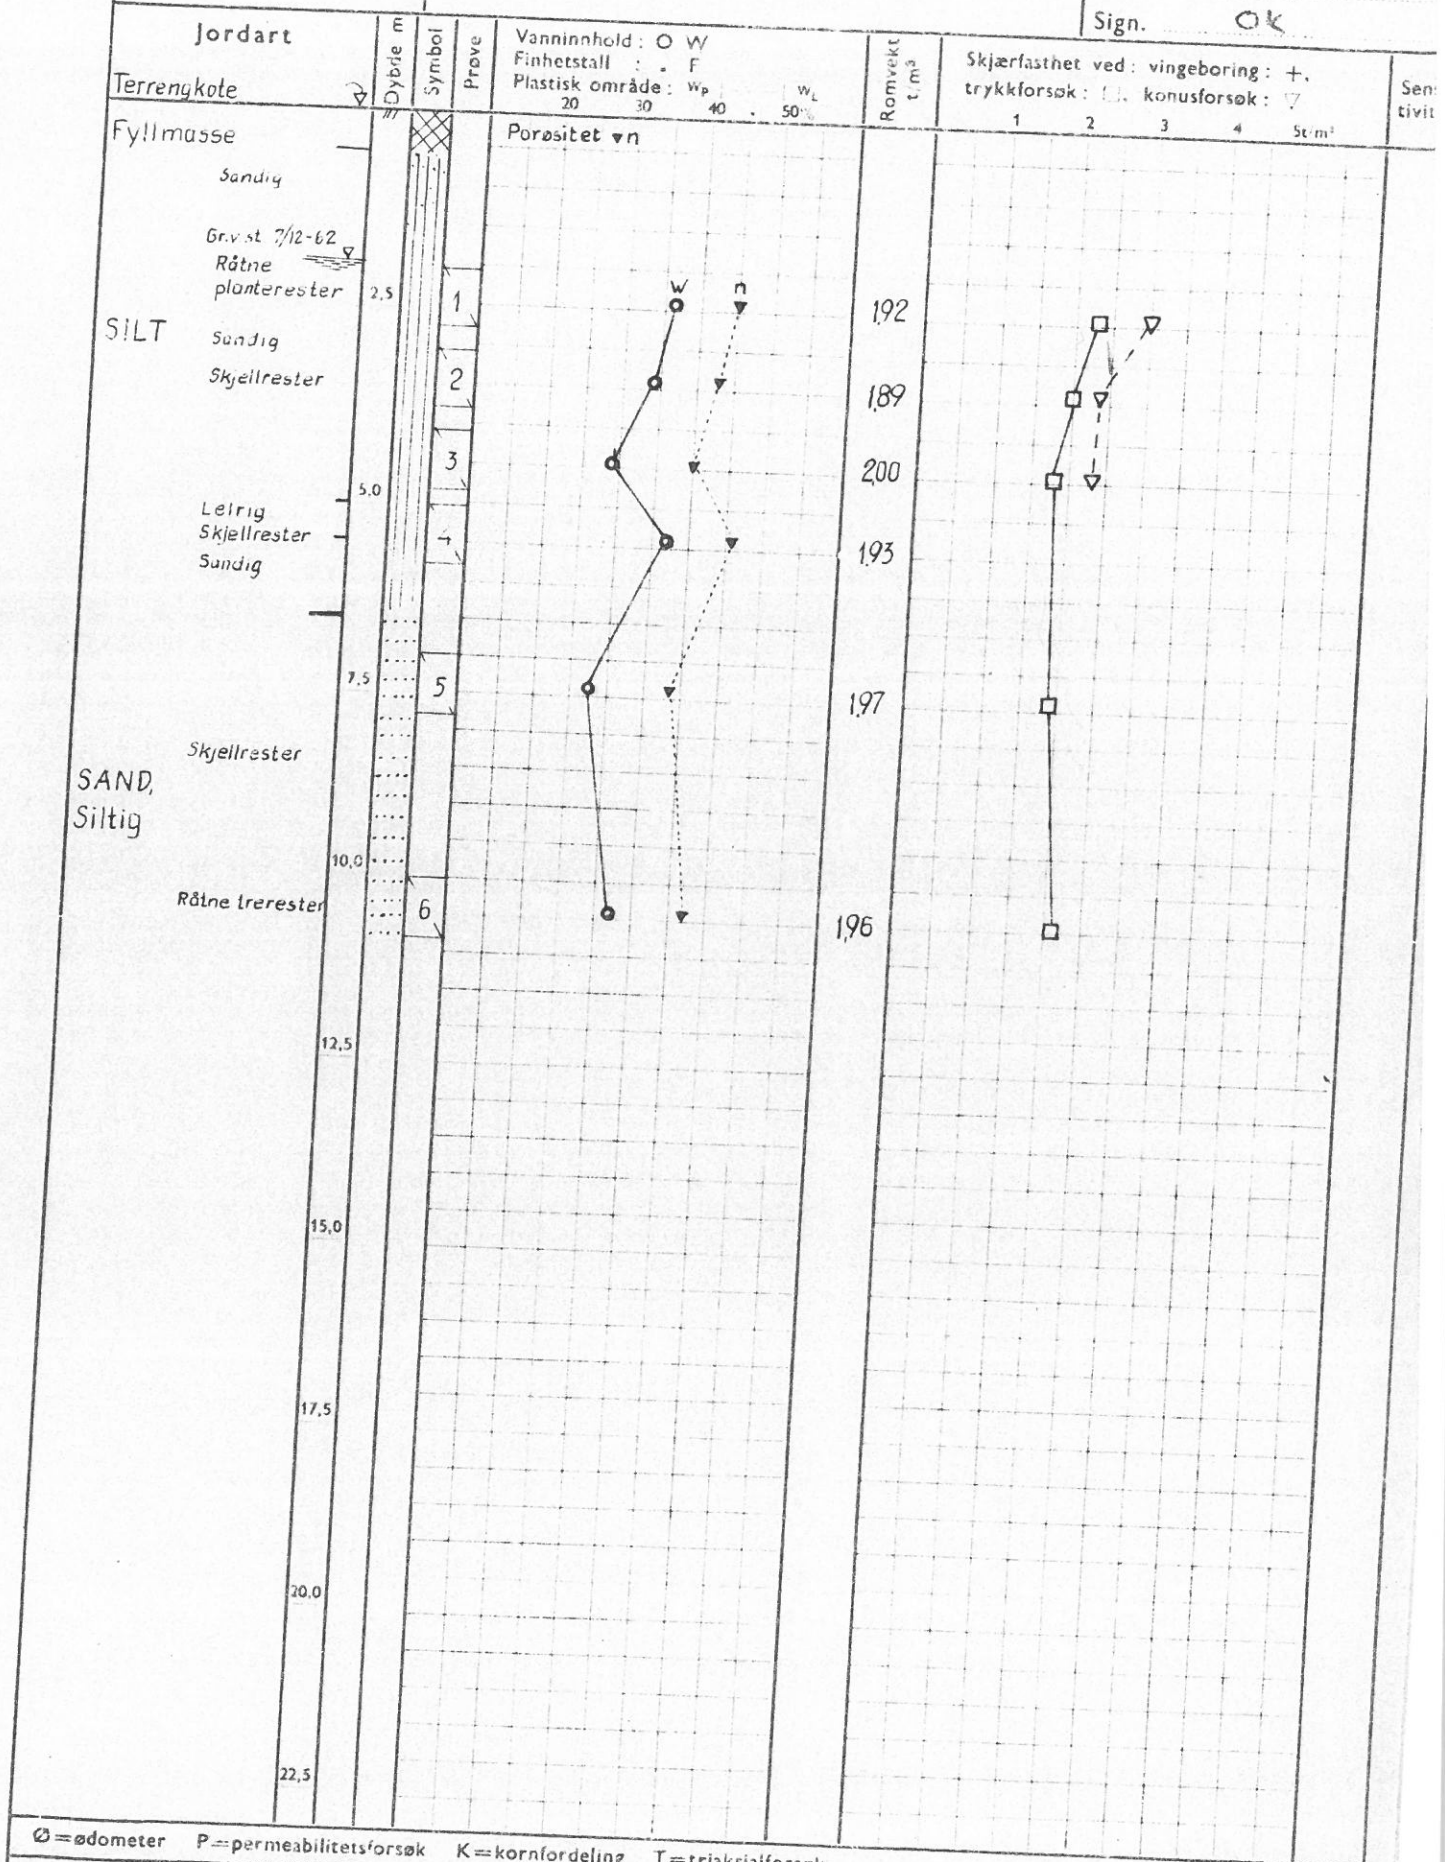 Sign. OK
Jordart
Terrengkote
Dybde m
Symbol
Prøve
Vanninnhold : O W
Finhetstall : . F
Plastisk område : wP wL
20 30 40 50%
Romvekt t/m³
Skjærfasthet ved : vingeboring : +,
trykkforsøk : □, konusforsøk : ▽
1 2 3 4 5t/m²
Sen
tivit
Fyllmasse
Porøsitet ▼n
Sandig
Gr.v.st 7/12-62
Råtne
planterester
2,5
1
w n
1,92
SILT
Sandig
Skjellrester
2
1,89
3
2,00
5,0
Leirig
Skjellrester
4
1,93
Sandig
7,5
5
1,97
Skjellrester
SAND,
Siltig
10,0
Råtne trerester
6
1,96
12,5
15,0
17,5
20,0
22,5
Ø=ødometer P=permeabilitetsforsøk K=kornfordeling